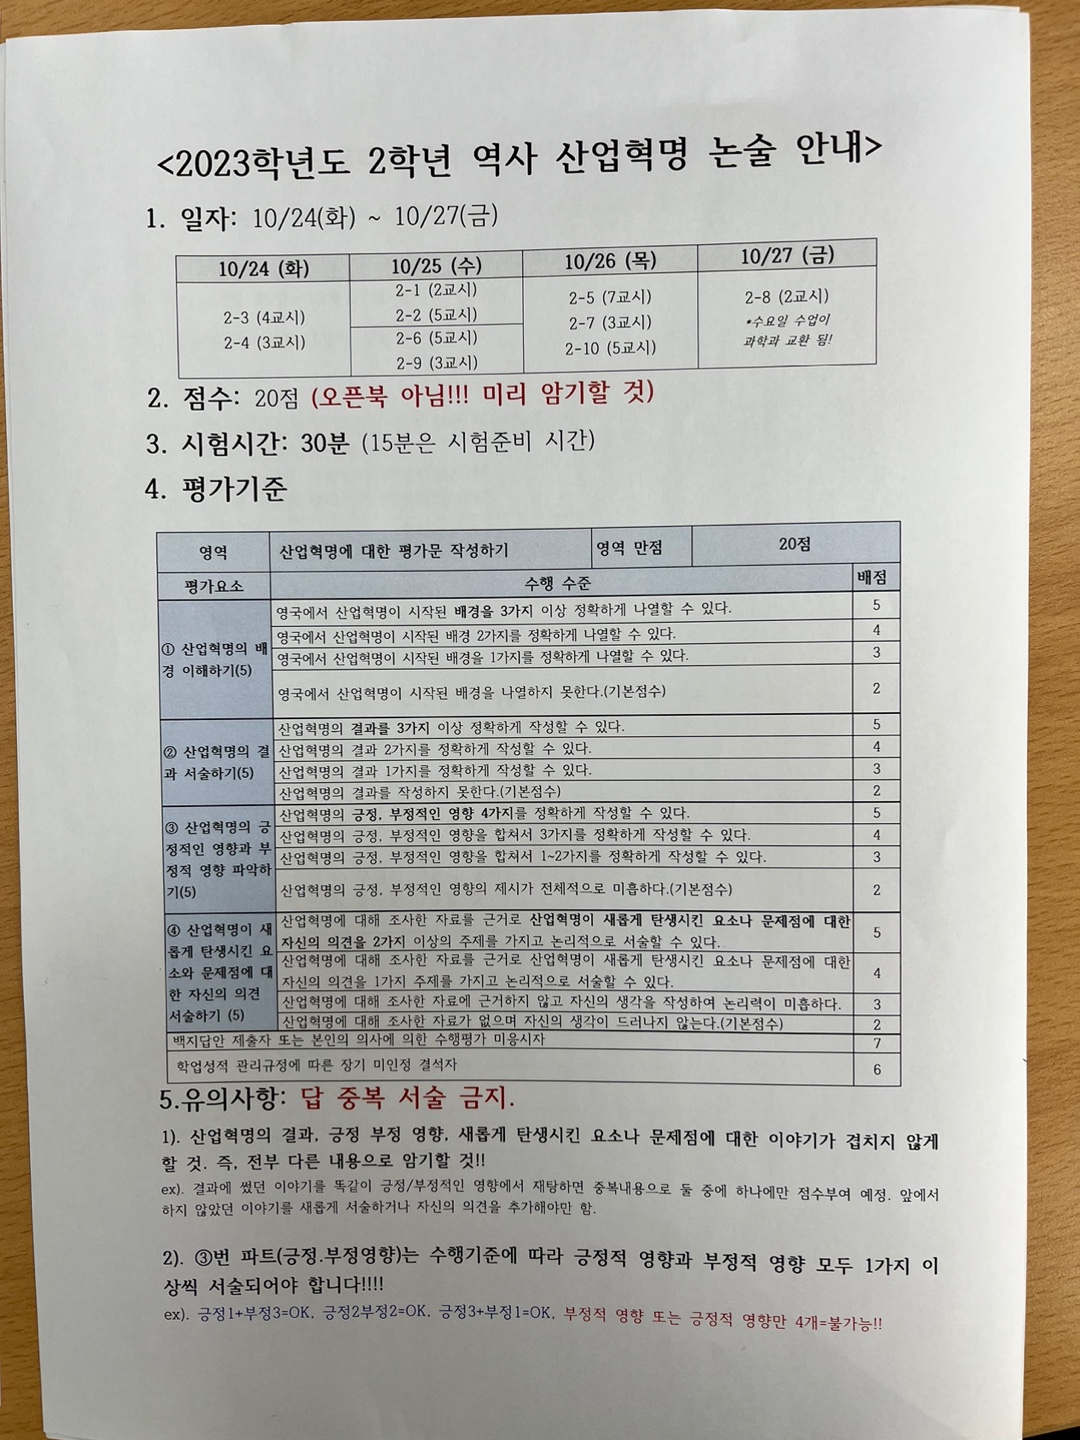 <2023학년도 2학년 역사 산업혁명 논술 안내>
1. 일자: 10/24(화) ~ 10/27(금)
10/24 (화) 10/25 (수) 10/26 (목) 10/27 (금)
2-3 (4교시)
2-4 (3교시)
2-1 (2교시)
2-2 (5교시)
2-6 (5교시)
2-9 (3교시)
2-5 (7교시)
2-7 (3교시)
2-10 (5교시)
2-8 (2교시)
*수요일 수업이
과학과 교환 됨!
2. 점수: 20점 (오픈북 아님!!! 미리 암기할 것)
3. 시험시간: 30분 (15분은 시험준비 시간)
4. 평가기준
영역 산업혁명에 대한 평가문 작성하기 영역 만점 20점
평가요소 수행 수준 배점
① 산업혁명의 배
경 이해하기(5)
영국에서 산업혁명이 시작된 배경을 3가지 이상 정확하게 나열할 수 있다. 5
영국에서 산업혁명이 시작된 배경 2가지를 정확하게 나열할 수 있다. 4
영국에서 산업혁명이 시작된 배경을 1가지를 정확하게 나열할 수 있다. 3
영국에서 산업혁명이 시작된 배경을 나열하지 못한다.(기본점수) 2
② 산업혁명의 결
과 서술하기(5)
산업혁명의 결과를 3가지 이상 정확하게 작성할 수 있다. 5
산업혁명의 결과 2가지를 정확하게 작성할 수 있다. 4
산업혁명의 결과 1가지를 정확하게 작성할 수 있다. 3
산업혁명의 결과를 작성하지 못한다.(기본점수) 2
③ 산업혁명의 긍
정적인 영향과 부
정적 영향 파악하
기(5)
산업혁명의 긍정, 부정적인 영향 4가지를 정확하게 작성할 수 있다. 5
산업혁명의 긍정, 부정적인 영향을 합쳐서 3가지를 정확하게 작성할 수 있다. 4
산업혁명의 긍정, 부정적인 영향을 합쳐서 1~2가지를 정확하게 작성할 수 있다. 3
산업혁명의 긍정, 부정적인 영향의 제시가 전체적으로 미흡하다.(기본점수) 2
④ 산업혁명이 새
롭게 탄생시킨 요
소와 문제점에 대
한 자신의 의견
서술하기 (5)
산업혁명에 대해 조사한 자료를 근거로 산업혁명이 새롭게 탄생시킨 요소나 문제점에 대한
자신의 의견을 2가지 이상의 주제를 가지고 논리적으로 서술할 수 있다. 5
산업혁명에 대해 조사한 자료를 근거로 산업혁명이 새롭게 탄생시킨 요소나 문제점에 대한
자신의 의견을 1가지 주제를 가지고 논리적으로 서술할 수 있다. 4
산업혁명에 대해 조사한 자료에 근거하지 않고 자신의 생각을 작성하여 논리력이 미흡하다. 3
산업혁명에 대해 조사한 자료가 없으며 자신의 생각이 드러나지 않는다.(기본점수) 2
백지답안 제출자 또는 본인의 의사에 의한 수행평가 미응시자 7
학업성적 관리규정에 따른 장기 미인정 결석자 6
5.유의사항: 답 중복 서술 금지.
1). 산업혁명의 결과, 긍정 부정 영향, 새롭게 탄생시킨 요소나 문제점에 대한 이야기가 겹치지 않게
할 것. 즉, 전부 다른 내용으로 암기할 것!!
ex). 결과에 썼던 이야기를 똑같이 긍정/부정적인 영향에서 재탕하면 중복내용으로 둘 중에 하나에만 점수부여 예정. 앞에서
하지 않았던 이야기를 새롭게 서술하거나 자신의 의견을 추가해야만 함.
2). ③번 파트(긍정.부정영향)는 수행기준에 따라 긍정적 영향과 부정적 영향 모두 1가지 이
상씩 서술되어야 합니다!!!!
ex). 긍정1+부정3=OK, 긍정2부정2=OK, 긍정3+부정1=OK, 부정적 영향 또는 긍정적 영향만 4개=불가능!!